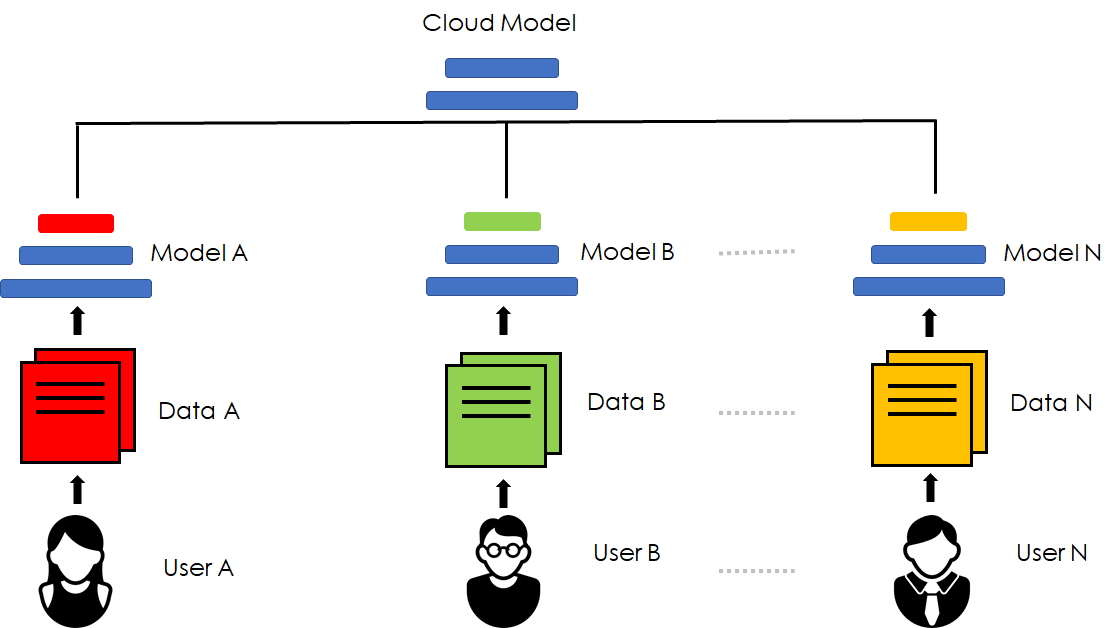 Cloud Model
Model A
Model B
Model N
Data A
Data B
Data N
User A
User B
User N